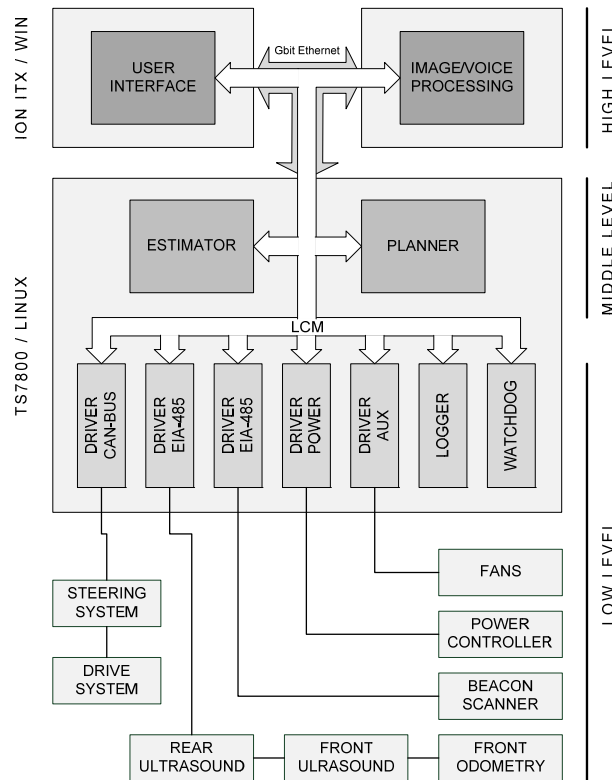 ION ITX / WIN
HIGH LEVEL
Gbit Ethernet
USER
INTERFACE
IMAGE/VOICE
PROCESSING
TS7800 / LINUX
MIDDLE LEVEL
ESTIMATOR
PLANNER
LCM
DRIVER
CAN-BUS
DRIVER
EIA-485
DRIVER
EIA-485
DRIVER
POWER
DRIVER
AUX
LOGGER
WATCHDOG
LOW LEVEL
STEERING
SYSTEM
DRIVE
SYSTEM
FANS
POWER
CONTROLLER
BEACON
SCANNER
REAR
ULTRASOUND
FRONT
ULRASOUND
FRONT
ODOMETRY